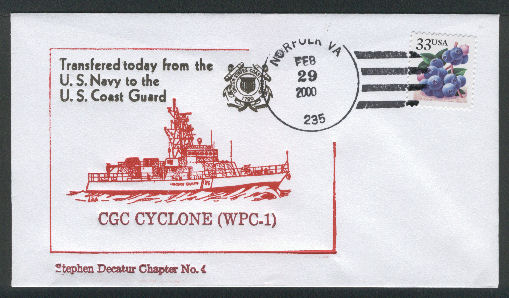 Transfered today from the
U.S. Navy to the
U.S. Coast Guard
NORFOLK VA
FEB
29
2000
235
33USA
CGC CYCLONE (WPC-1)
Stephen Decatur Chapter No. 4